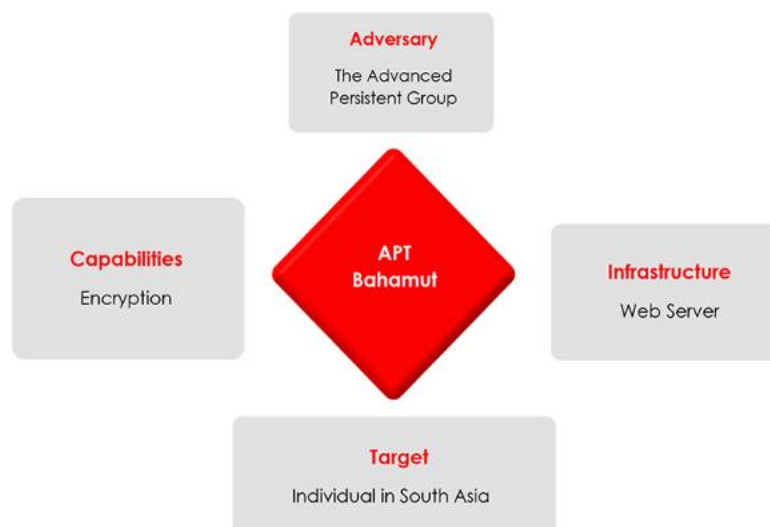 Adversary
The Advanced
Persistent Group
Capabilities
Encryption
APT
Bahamut
Infrastructure
Web Server
Target
Individual in South Asia